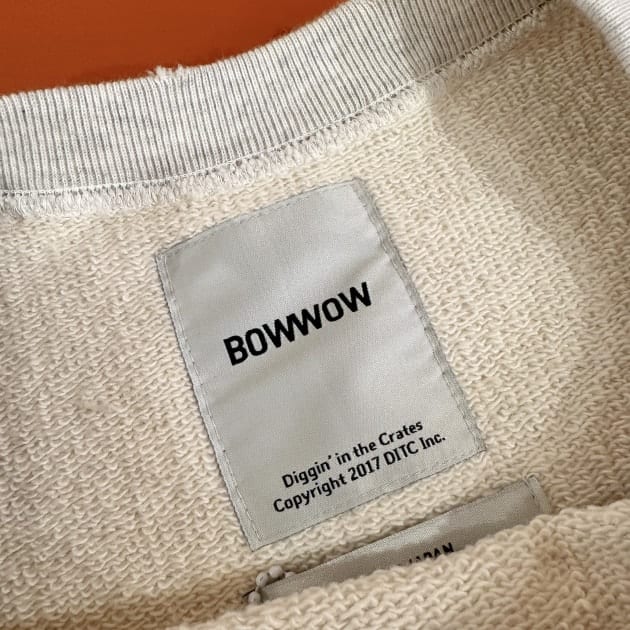 BOWWOW
Diggin' in the Crates
Copyright 2017 DITC Inc.
JAPAN